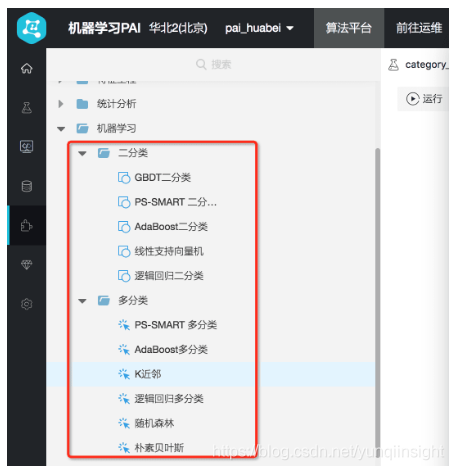 机器学习PAI 华北2(北京) pai_huabei 算法平台 前往运维
搜索
category_
运行
特征工程
统计分析
机器学习
二分类
GBDT二分类
PS-SMART 二分...
AdaBoost二分类
线性支持向量机
逻辑回归二分类
多分类
PS-SMART 多分类
AdaBoost多分类
K近邻
逻辑回归多分类
随机森林
朴素贝叶斯
https://blog.csdn.net/yunqiinsight